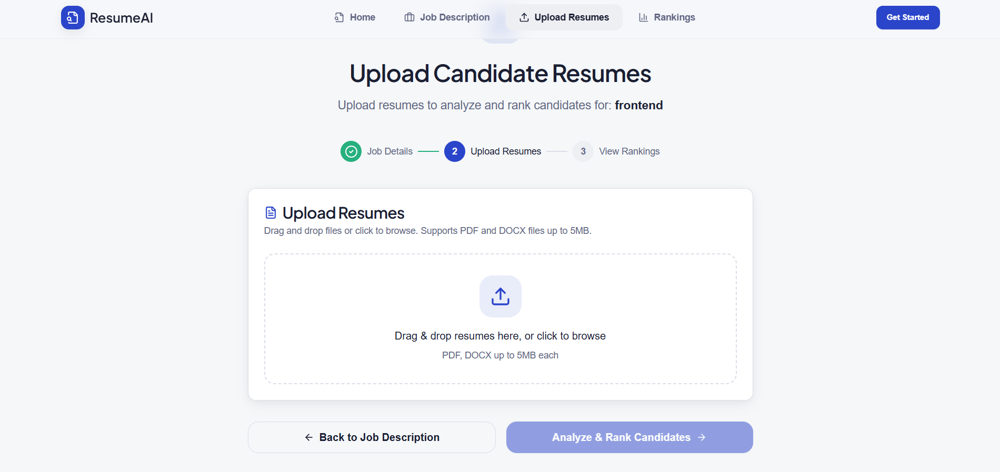 ResumeAI
Home
Job Description
Upload Resumes
Rankings
Get Started
Upload Candidate Resumes
Upload resumes to analyze and rank candidates for: frontend
Job Details
2
Upload Resumes
3
View Rankings
Upload Resumes
Drag and drop files or click to browse. Supports PDF and DOCX files up to 5MB.
Drag & drop resumes here, or click to browse
PDF, DOCX up to 5MB each
Back to Job Description
Analyze & Rank Candidates